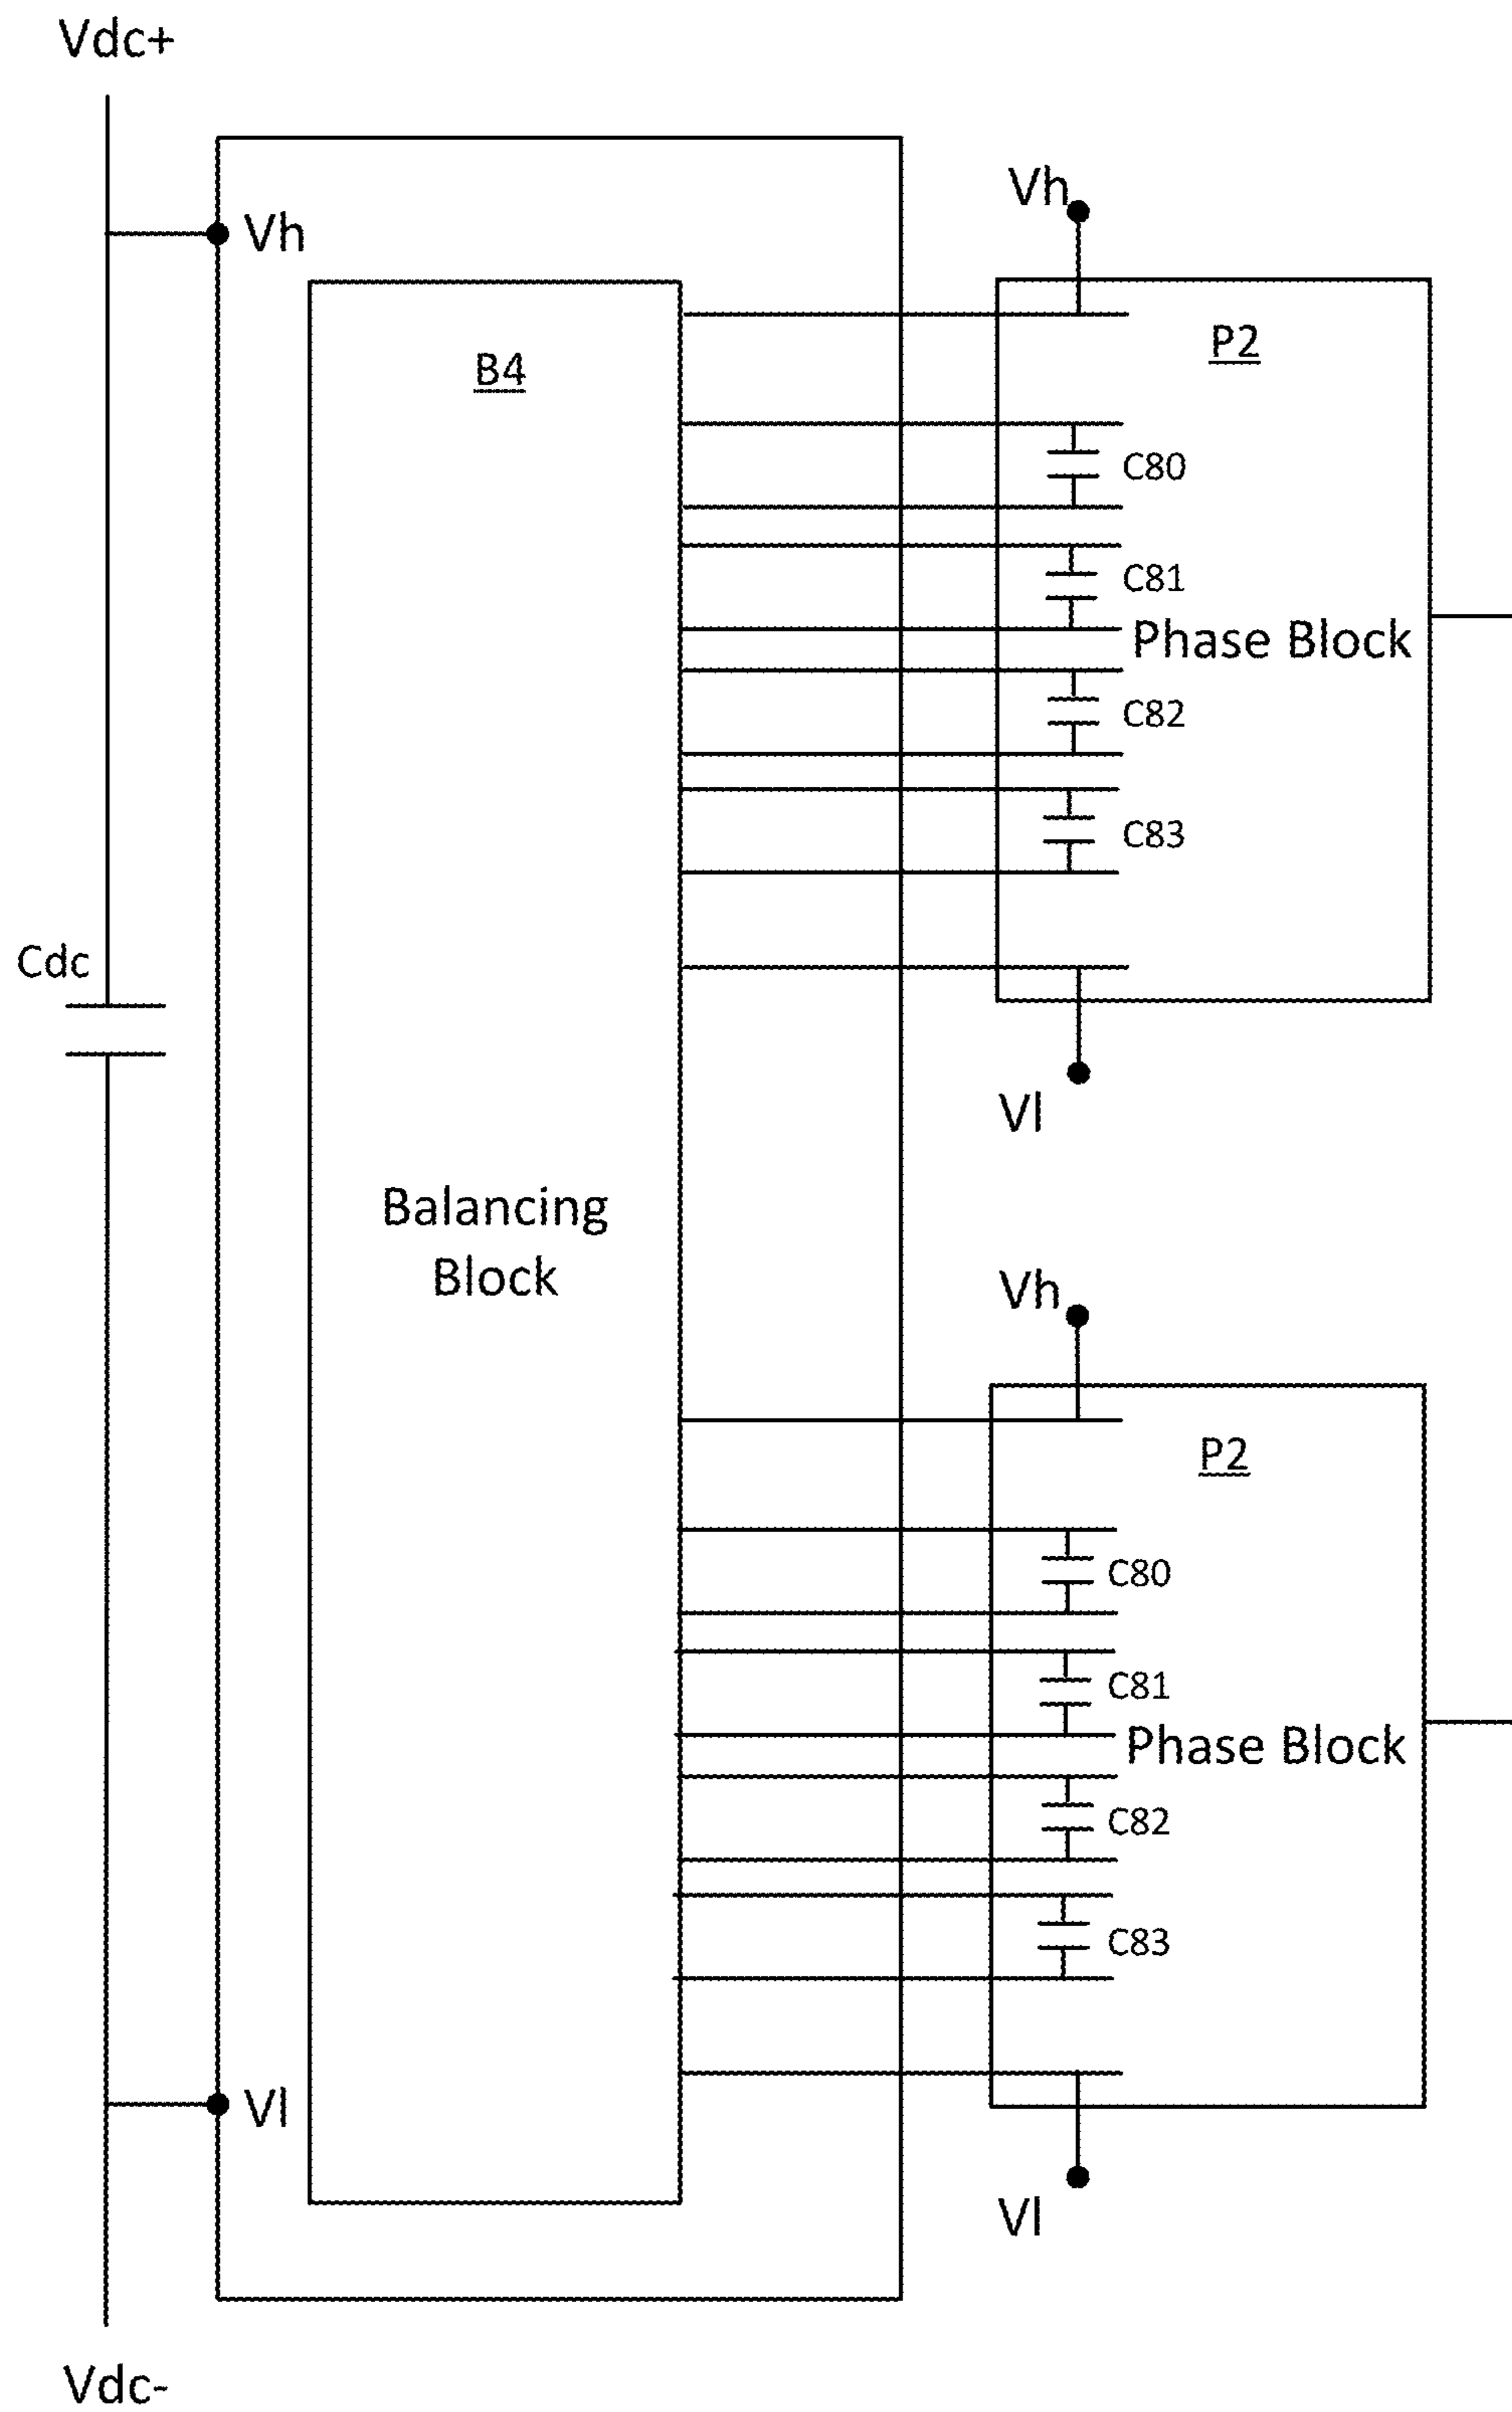 Vdc+
Vh
Vh
B4
P2
C80
C81
Phase Block
C82
C83
Cdc
Vl
Balancing
Block
Vh
P2
C80
C81
Phase Block
C82
C83
Vl
Vl
Vdc-